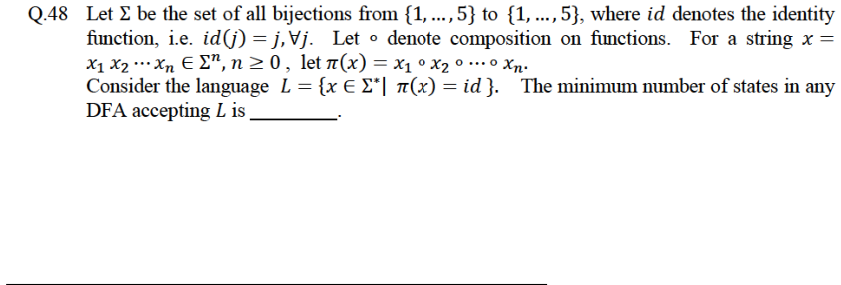 Q.48 Let Σ be the set of all bijections from {1, ..., 5} to {1, ..., 5}, where id denotes the identity
function, i.e. id(j) = j, ∀j. Let ∘ denote composition on functions. For a string x =
x₁ x₂ ⋯ xₙ ∈ Σⁿ, n ≥ 0 , let π(x) = x₁ ∘ x₂ ∘ ⋯ ∘ xₙ.
Consider the language L = {x ∈ Σ*| π(x) = id }. The minimum number of states in any
DFA accepting L is ________.